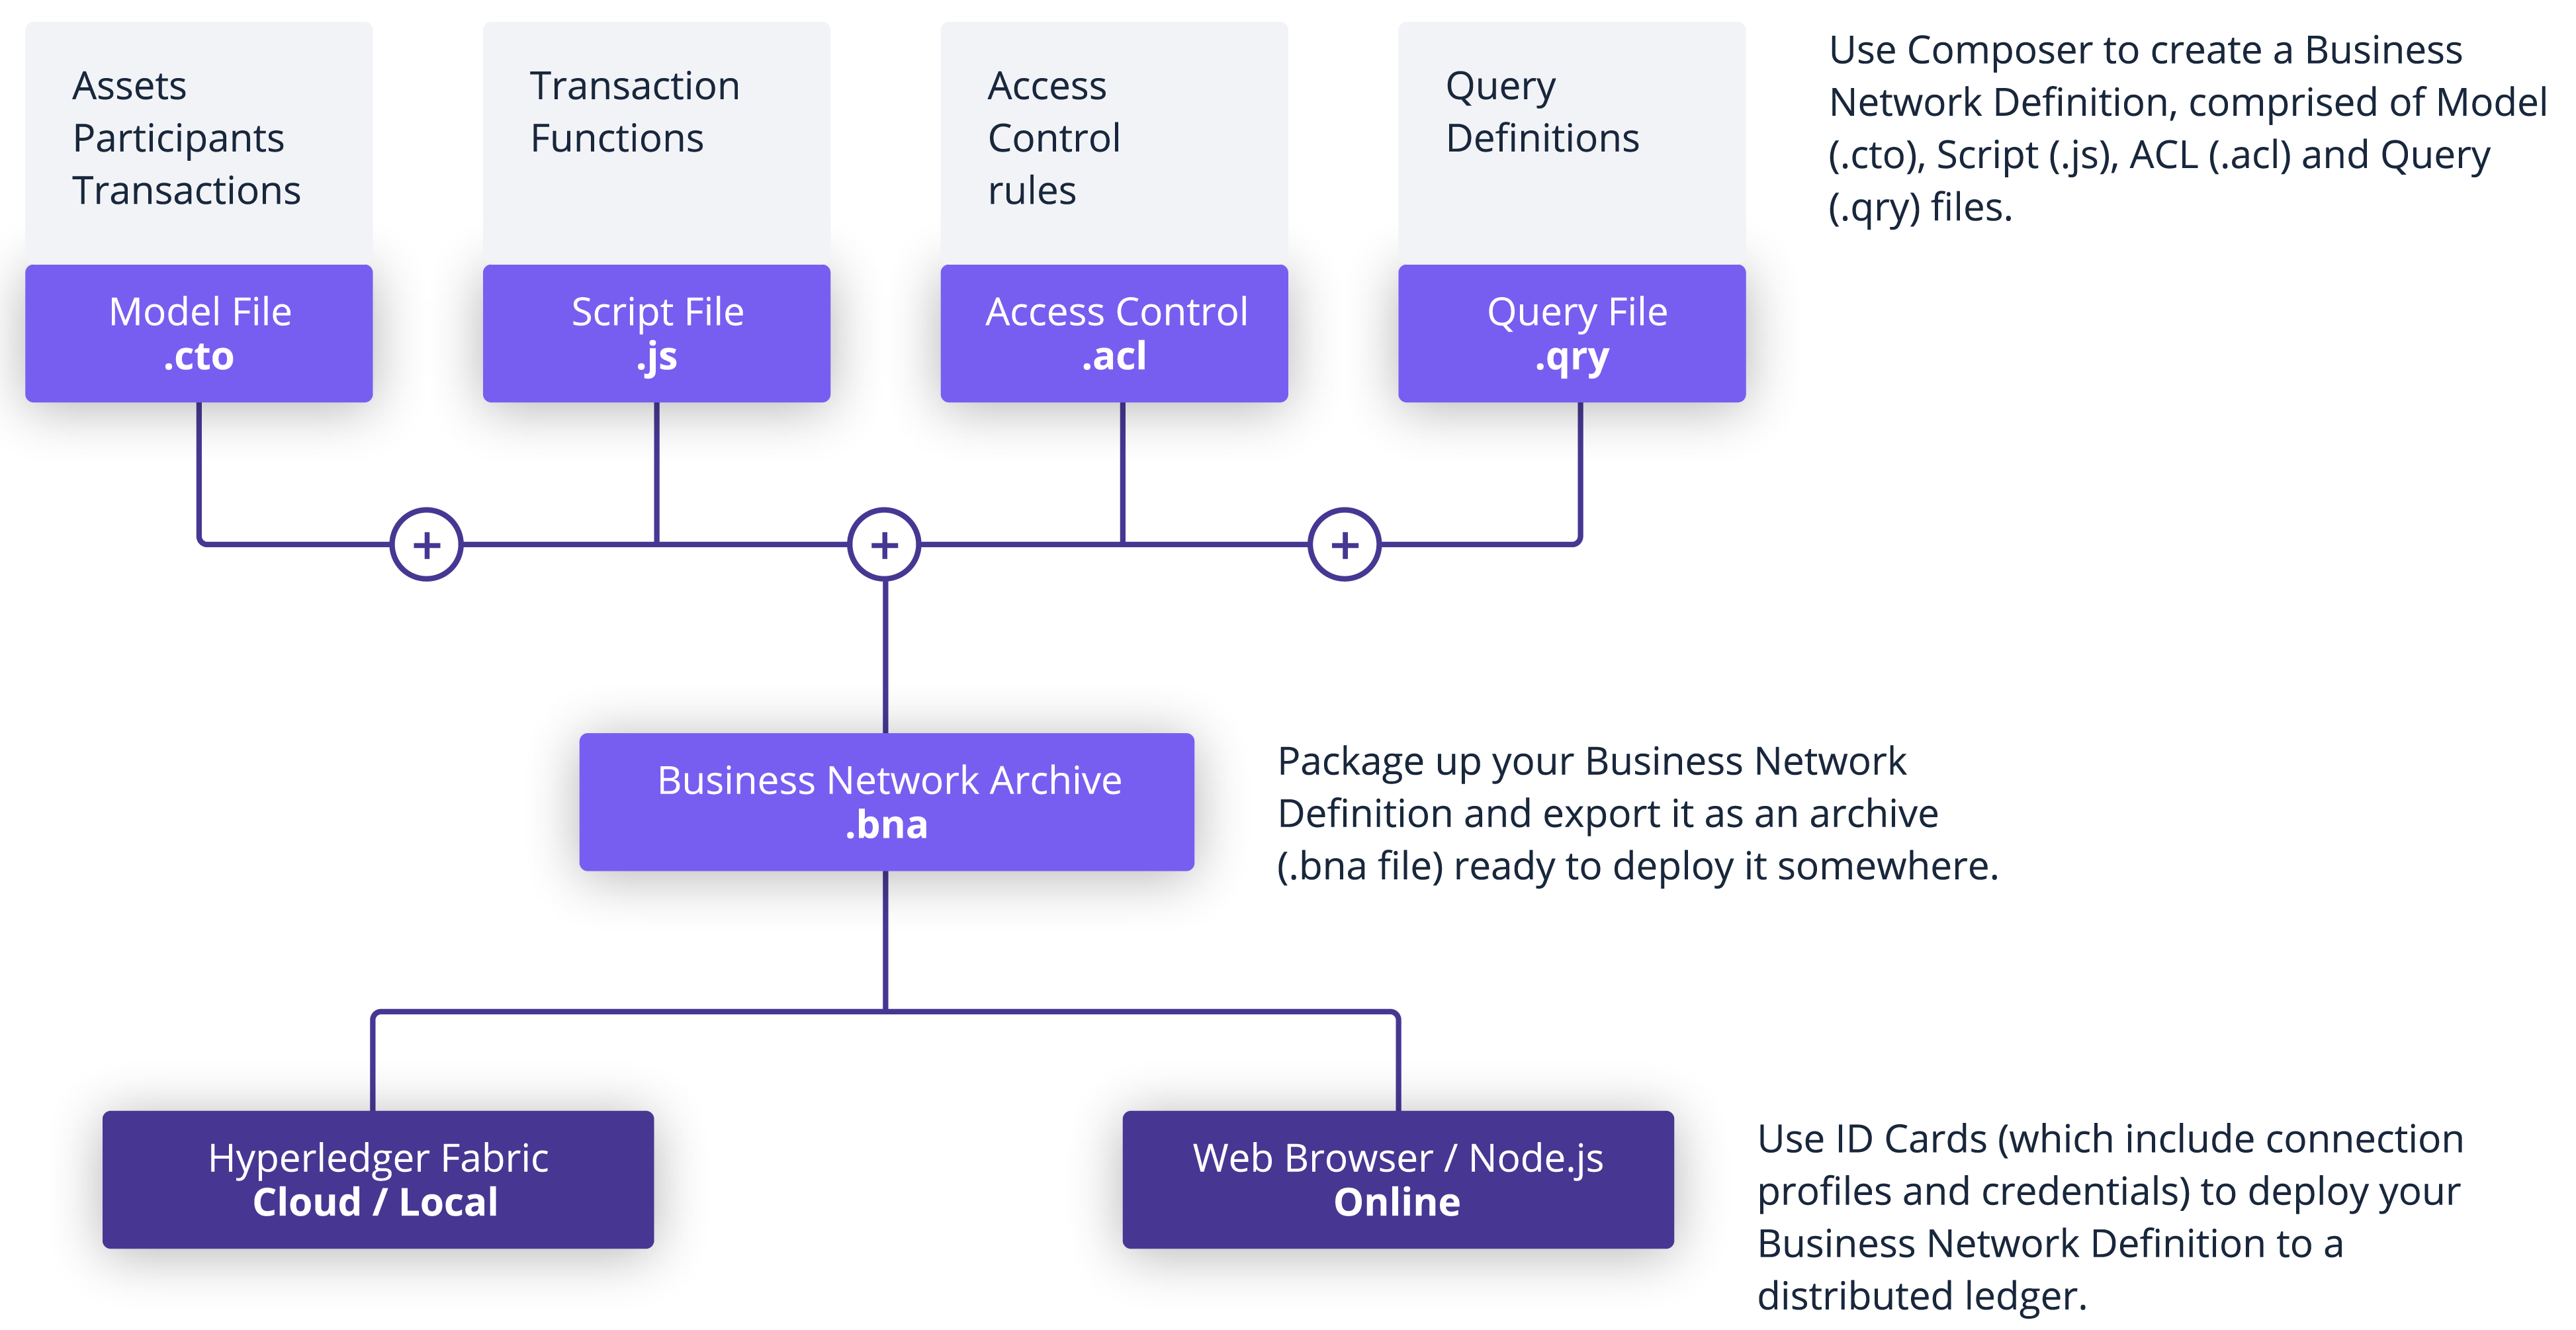 Assets
Participants
Transactions
Model File
.cto
Transaction
Functions
Script File
.js
Access
Control
rules
Access Control
.acl
Query
Definitions
Query File
.qry
Use Composer to create a Business
Network Definition, comprised of Model
(.cto), Script (.js), ACL (.acl) and Query
(.qry) files.
+
+
+
Business Network Archive
.bna
Package up your Business Network
Definition and export it as an archive
(.bna file) ready to deploy it somewhere.
Hyperledger Fabric
Cloud / Local
Web Browser / Node.js
Online
Use ID Cards (which include connection
profiles and credentials) to deploy your
Business Network Definition to a
distributed ledger.